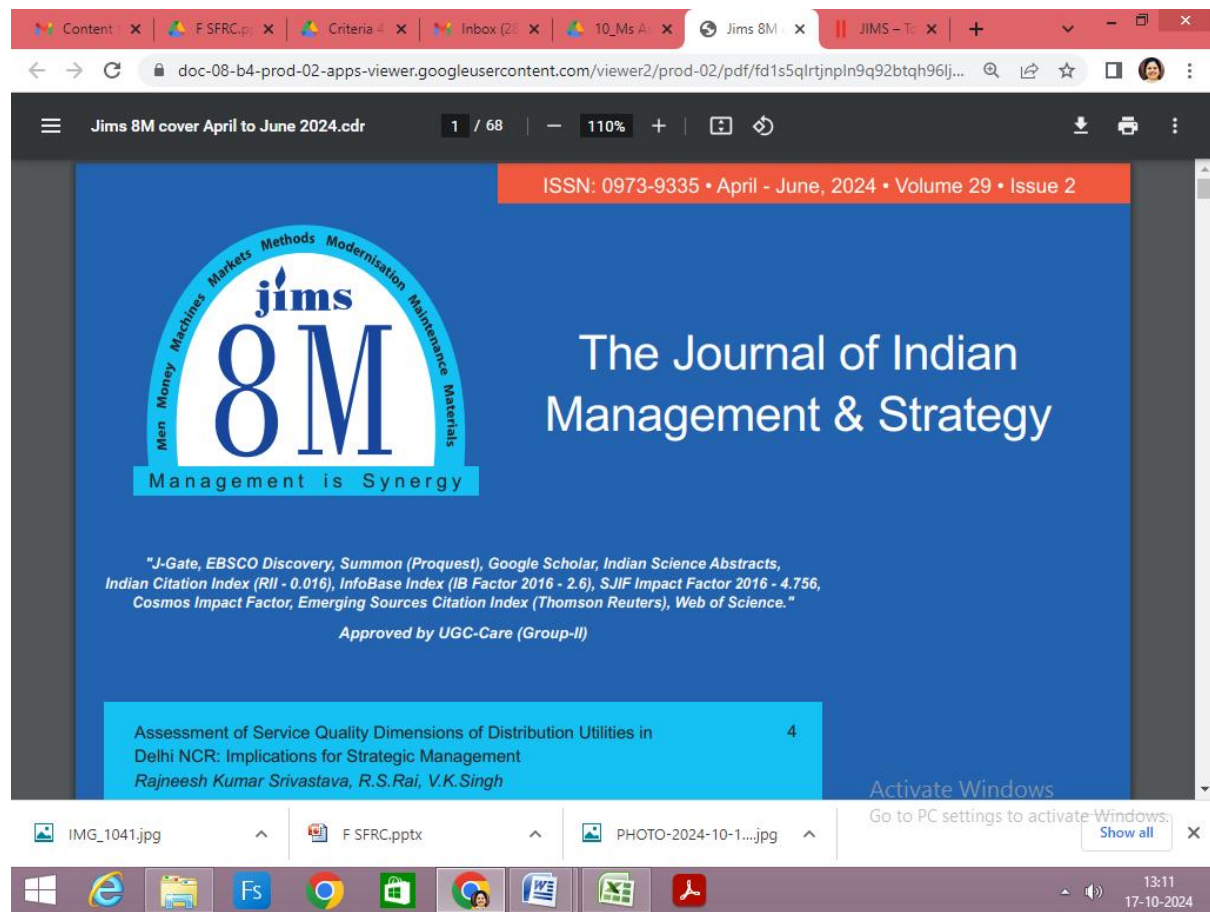 Content
F SFRC.p
Criteria 4
Inbox (28
10_Ms A
Jims 8M
JIMS – To
doc-08-b4-prod-02-apps-viewer.googleusercontent.com/viewer2/prod-02/pdf/fd1s5qlrtjnpln9q92btqh96lj...
Jims 8M cover April to June 2024.cdr
1 / 68
110%
ISSN: 0973-9335 • April - June, 2024 • Volume 29 • Issue 2
Men Money Machines Markets Methods Modernisation Maintenance Materials
jims
8M
Management is Synergy
The Journal of Indian
Management & Strategy
"J-Gate, EBSCO Discovery, Summon (Proquest), Google Scholar, Indian Science Abstracts,
Indian Citation Index (RII - 0.016), InfoBase Index (IB Factor 2016 - 2.6), SJIF Impact Factor 2016 - 4.756,
Cosmos Impact Factor, Emerging Sources Citation Index (Thomson Reuters), Web of Science."
Approved by UGC-Care (Group-II)
Assessment of Service Quality Dimensions of Distribution Utilities in 4
Delhi NCR: Implications for Strategic Management
Rajneesh Kumar Srivastava, R.S.Rai, V.K.Singh
Activate Windows
Go to PC settings to activate Windows.
IMG_1041.jpg
F SFRC.pptx
PHOTO-2024-10-1....jpg
Show all
Fs
13:11
17-10-2024